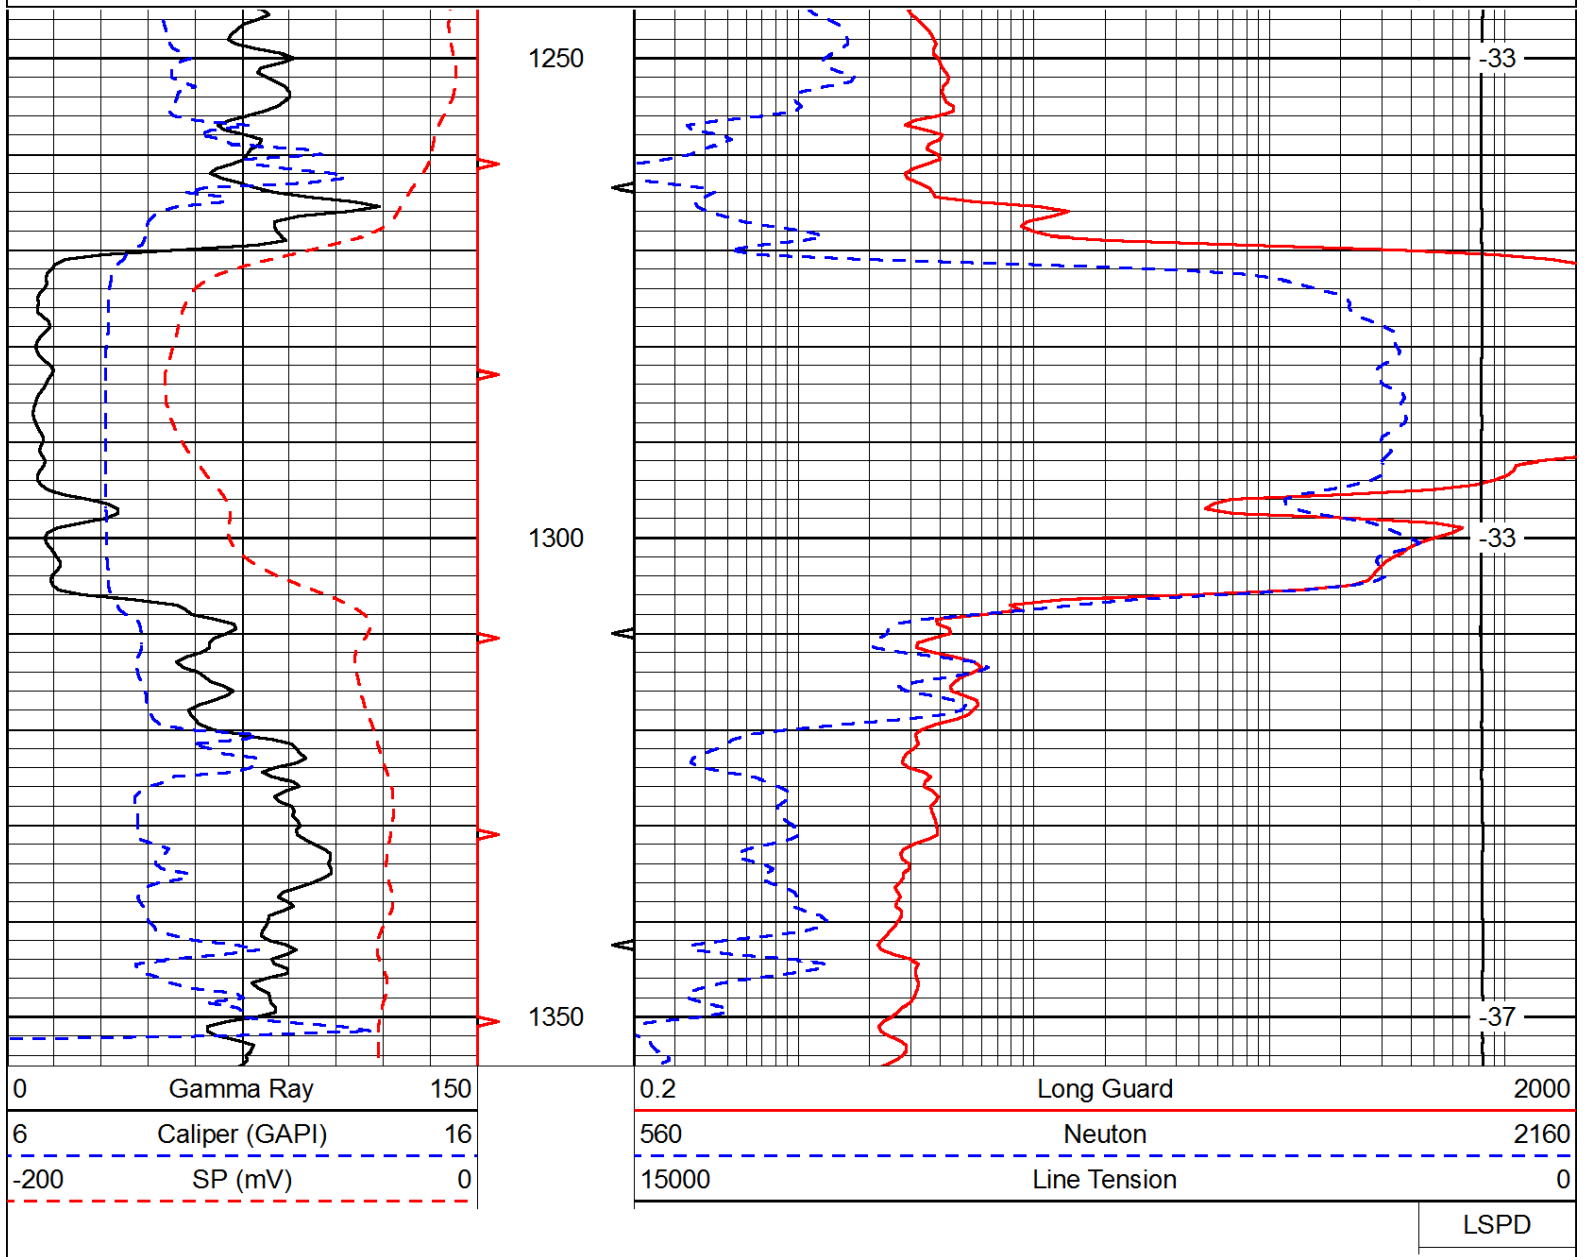 1250 -33
1300 -33
1350 -37
0 Gamma Ray 150 0.2 Long Guard 2000
6 Caliper (GAPI) 16 560 Neuton 2160
-200 SP (mV) 0 15000 Line Tension 0
LSPD